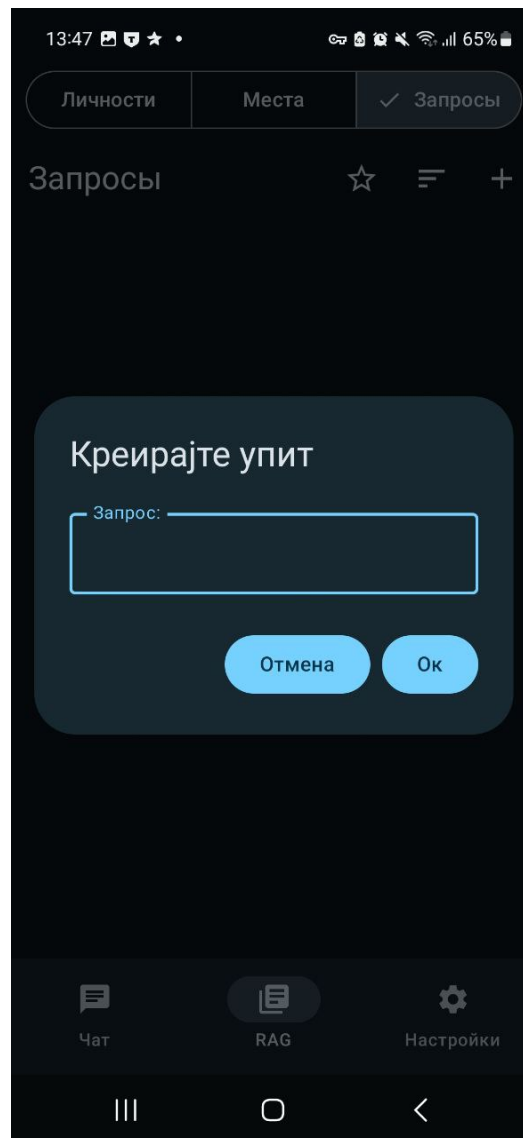 13:47 65%
Личности Места Запросы
Запросы
Креирајте упит
Запрос:
Отмена Ок
Чат RAG Настройки